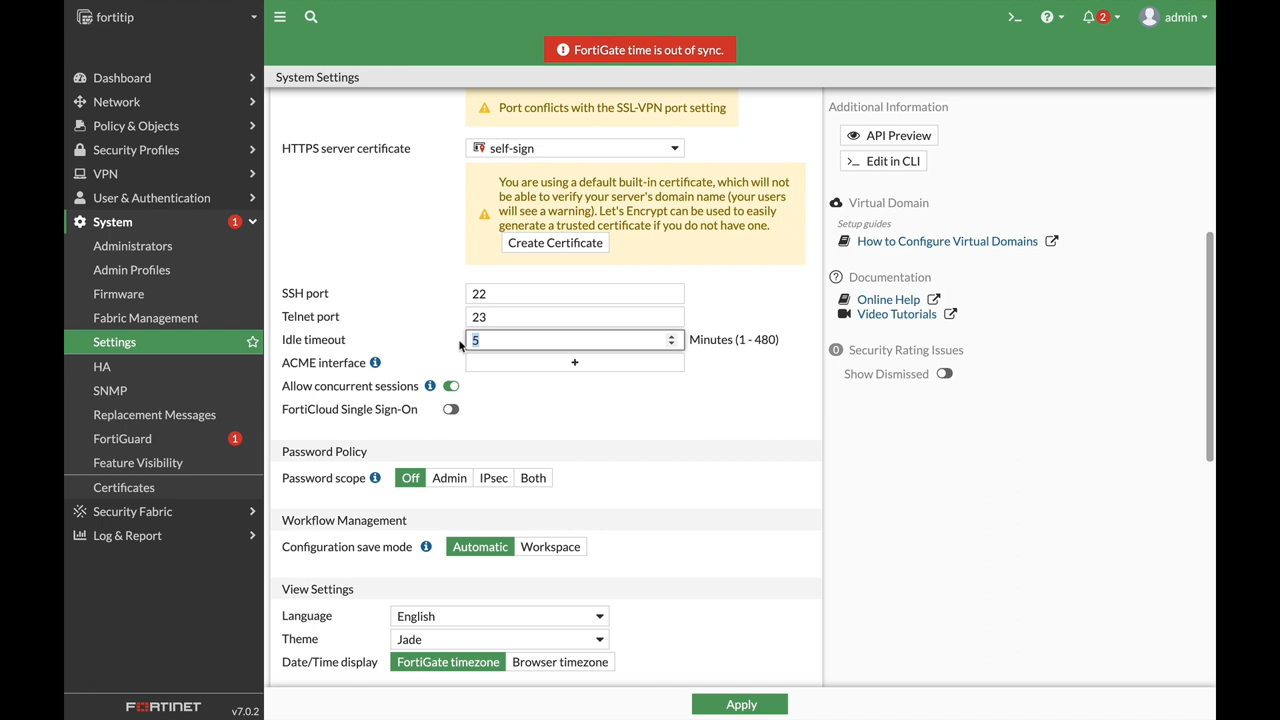 fortitip
2
admin
FortiGate time is out of sync.
System Settings
Dashboard
Network
Policy & Objects
Security Profiles
VPN
User & Authentication
System 1
Administrators
Admin Profiles
Firmware
Fabric Management
Settings
HA
SNMP
Replacement Messages
FortiGuard 1
Feature Visibility
Certificates
Security Fabric
Log & Report
FORTINET v7.0.2
Port conflicts with the SSL-VPN port setting
HTTPS server certificate self-sign
You are using a default built-in certificate, which will not
be able to verify your server's domain name (your users
will see a warning). Let's Encrypt can be used to easily
generate a trusted certificate if you do not have one.
Create Certificate
SSH port 22
Telnet port 23
Idle timeout 5 Minutes (1 - 480)
ACME interface +
Allow concurrent sessions
FortiCloud Single Sign-On
Password Policy
Password scope Off Admin IPsec Both
Workflow Management
Configuration save mode Automatic Workspace
View Settings
Language English
Theme Jade
Date/Time display FortiGate timezone Browser timezone
Apply
Additional Information
API Preview
>_ Edit in CLI
Virtual Domain
Setup guides
How to Configure Virtual Domains
Documentation
Online Help
Video Tutorials
0 Security Rating Issues
Show Dismissed